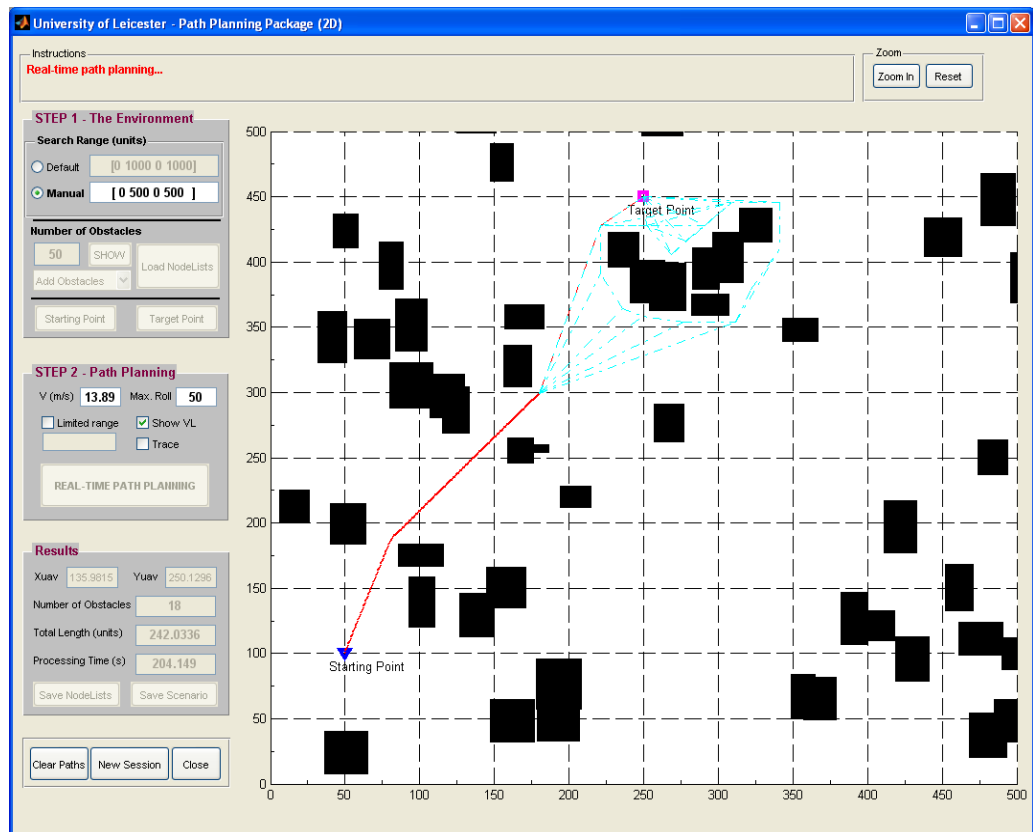 University of Leicester - Path Planning Package (2D)
Instructions
Real-time path planning...
Zoom
Zoom In
Reset
STEP 1 - The Environment
Search Range (units)
Default
[0 1000 0 1000]
Manual
[ 0 500 0 500 ]
Number of Obstacles
50
SHOW
Load NodeLists
Add Obstacles
Starting Point
Target Point
STEP 2 - Path Planning
V (m/s)
13.89
Max. Roll
50
Limited range
Show VL
Trace
REAL-TIME PATH PLANNING
Results
Xuav
135.9815
Yuav
250.1296
Number of Obstacles
18
Total Length (units)
242.0336
Processing Time (s)
204.149
Save NodeLists
Save Scenario
Clear Paths
New Session
Close
500
450
400
350
300
250
200
150
100
50
0
Target Point
Starting Point
0
50
100
150
200
250
300
350
400
450
500